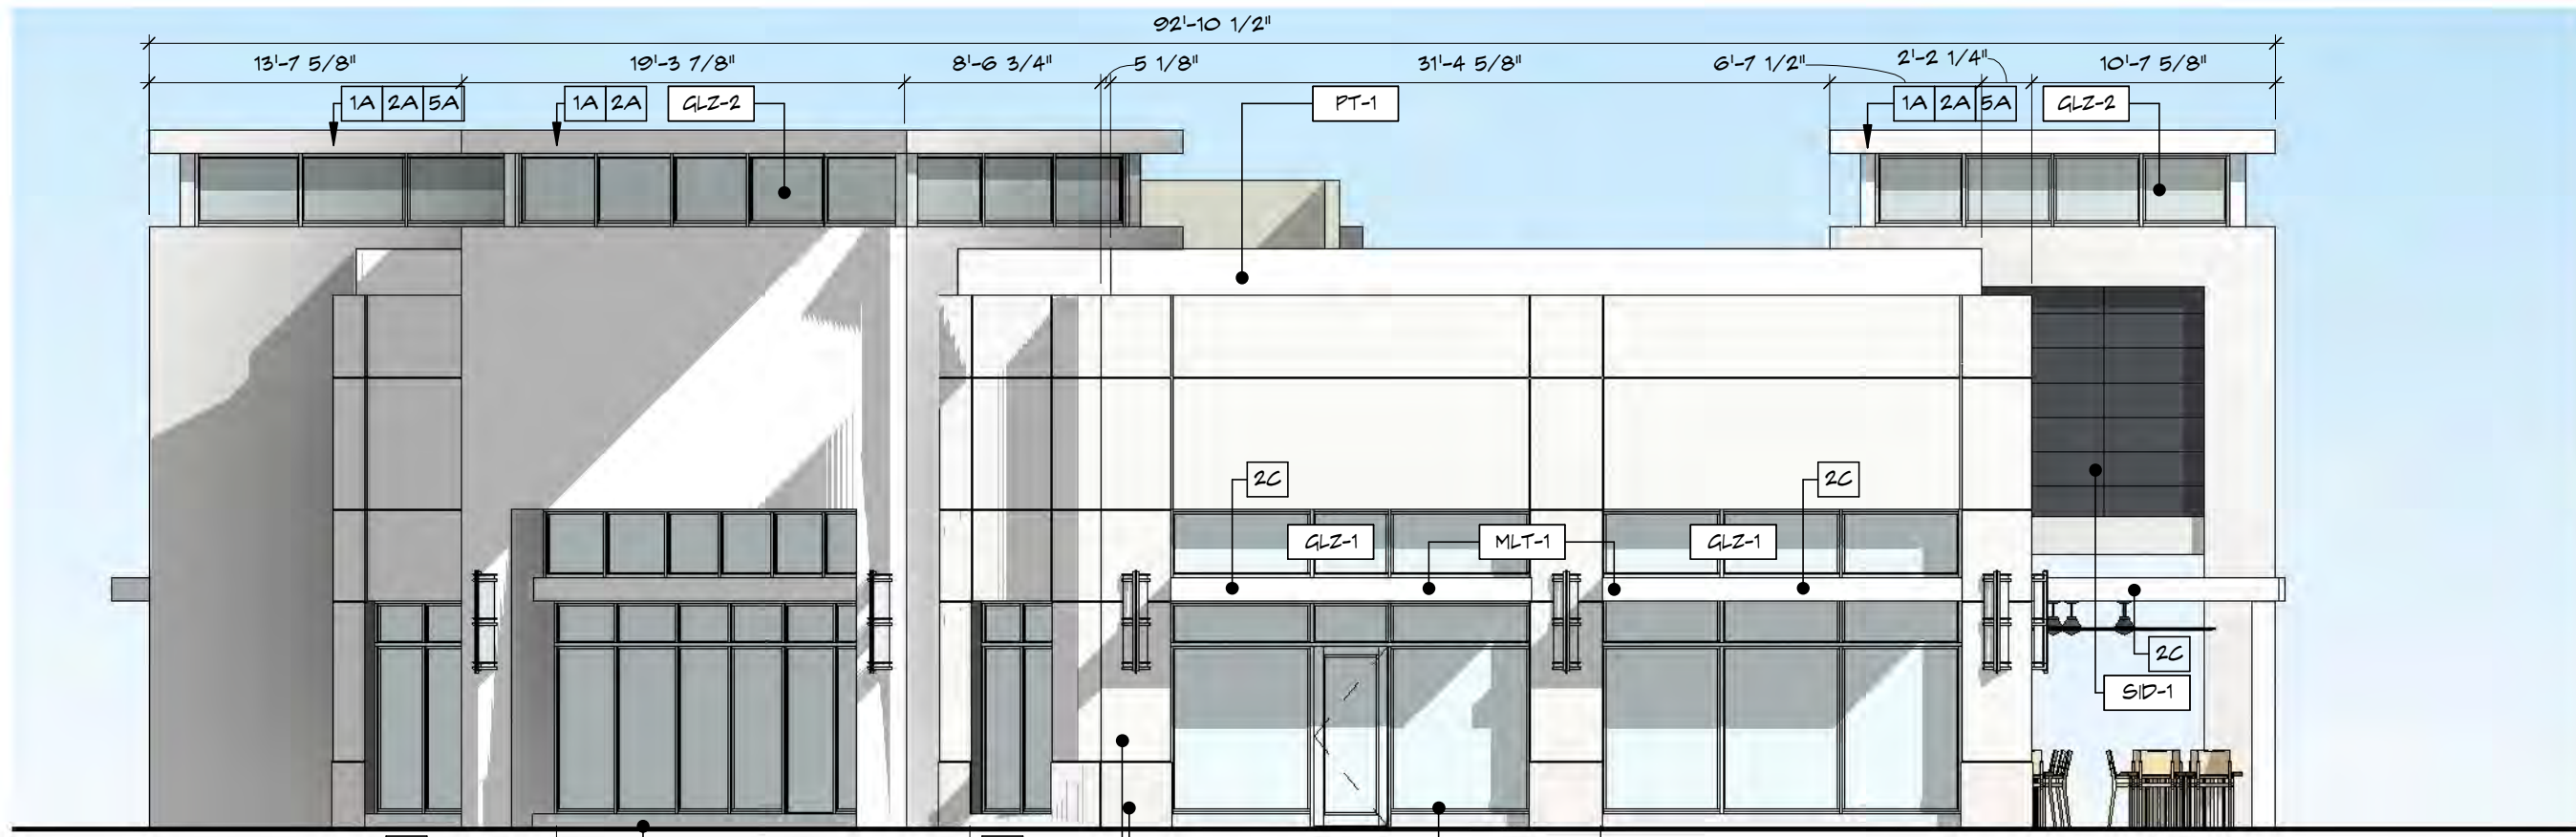 92'-10 1/2"
13'-7 5/8" 19'-3 7/8" 8'-6 3/4" 5 1/8" 31'-4 5/8" 6'-7 1/2" 2'-2 1/4" 10'-7 5/8"
1A 2A 5A 1A 2A GLZ-2 PT-1 1A 2A 5A GLZ-2
2C 2C
GLZ-1 MLT-1 GLZ-1
2C
SID-1